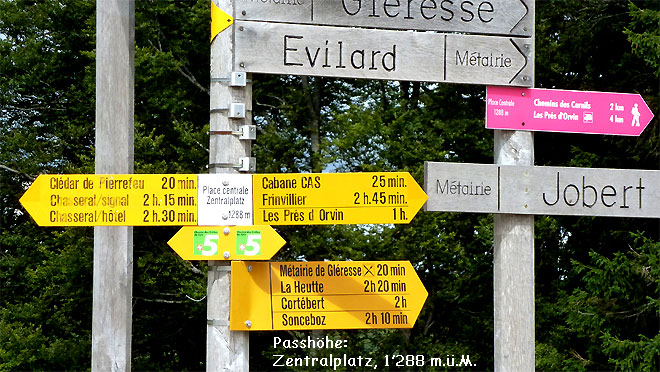 Métairie Gléresse
Evilard Métairie
Place Centrale
1288 m
Chemins des Cornils 2 km
Les Prés d'Orvin 4 km
Clédar de Pierrefeu 20 min.
Chasseral/signal 2 h. 15 min.
Chasseral/hôtel 2 h. 30 min.
Place centrale
Zentralplatz
1288 m
Cabane CAS 25 min.
Frinvillier 2 h. 45 min.
Les Prés d'Orvin 1 h.
Métairie Jobert
5 5
Métairie de Gléresse 20 min
La Heutte 2 h 20 min
Cortébert 2 h
Sonceboz 2 h 10 min
Passhöhe:
Zentralplatz, 1'288 m.ü.M.